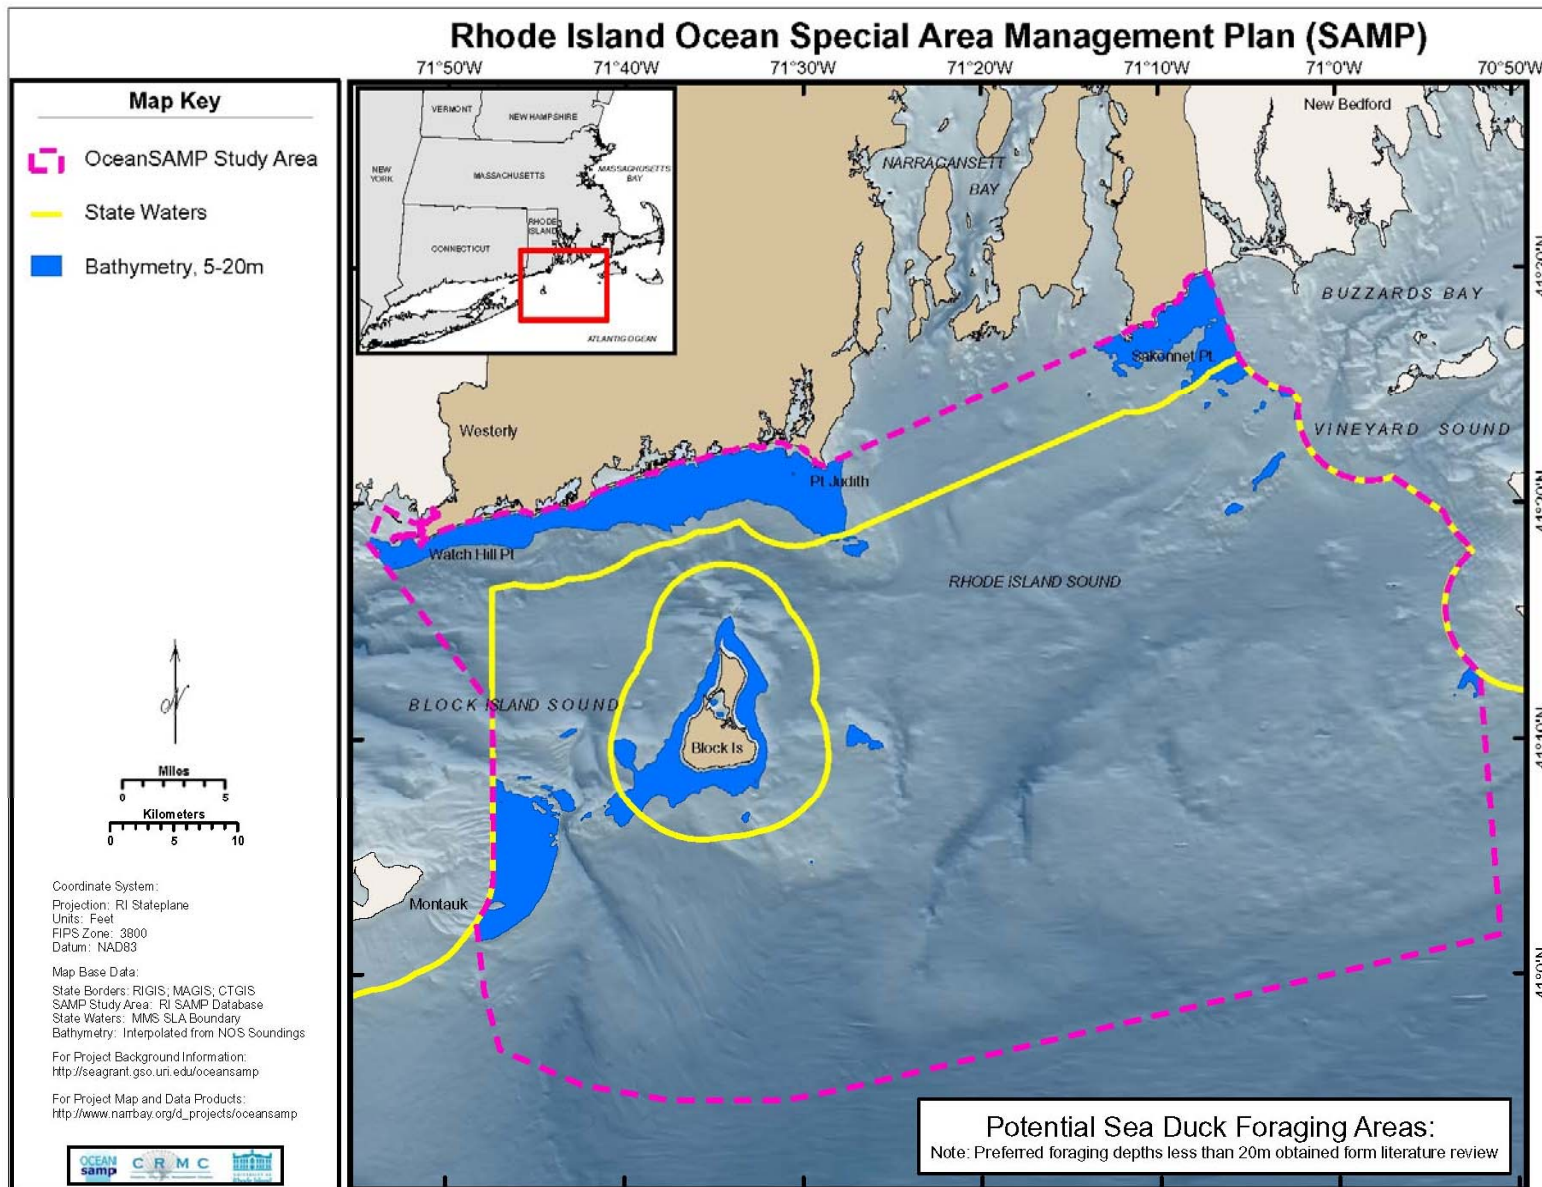 Rhode Island Ocean Special Area Management Plan (SAMP)
71°50'W 71°40'W 71°30'W 71°20'W 71°10'W 71°0'W 70°50'W
Map Key
OceanSAMP Study Area
State Waters
Bathymetry, 5-20m
Miles
0 5
Kilometers
0 5 10
Coordinate System:
Projection: RI Stateplane
Units: Feet
FIPS Zone: 3800
Datum: NAD83
Map Base Data:
State Borders: RIGIS; MAGIS; CTGIS
SAMP Study Area: RI SAMP Database
State Waters: MMS SLA Boundary
Bathymetry: Interpolated from NOS Soundings
For Project Background Information:
http://seagrant.gso.uri.edu/oceansamp
For Project Map and Data Products:
http://www.narrbay.org/d_projects/oceansamp
OCEAN
samp
CRMC
VERMONT
NEW HAMPSHIRE
NEW
YORK
MASSACHUSETTS
MASSACHUSETTS
BAY
RHODE
ISLAND
CONNECTICUT
ATLANTIC OCEAN
New Bedford
NARRAGANSETT
BAY
BUZZARDS BAY
Sakonnet Pt.
Westerly
VINEYARD SOUND
Pt. Judith
Watch Hill Pt.
RHODE ISLAND SOUND
BLOCK ISLAND SOUND
Block Is
Montauk
41°30'N
41°20'N
41°10'N
41°0'N
Potential Sea Duck Foraging Areas:
Note: Preferred foraging depths less than 20m obtained form literature review